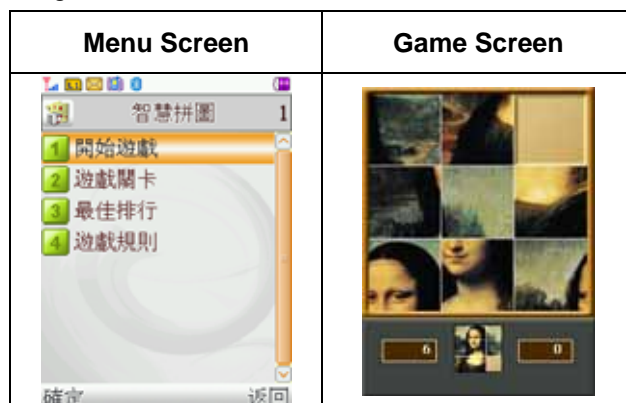 Menu Screen
Game Screen
智慧拼圖 1
1 開始遊戲
2 遊戲關卡
3 最佳排行
4 遊戲規則
確定 返回
6 0